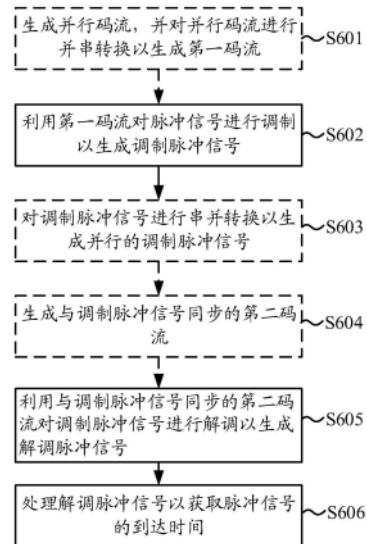 生成并行码流，并对并行码流进行
并串转换以生成第一码流
S601
利用第一码流对脉冲信号进行调制
以生成调制脉冲信号
S602
对调制脉冲信号进行串并转换以生
成并行的调制脉冲信号
S603
生成与调制脉冲信号同步的第二码
流
S604
利用与调制脉冲信号同步的第二码
流对调制脉冲信号进行解调以生成
解调脉冲信号
S605
处理解调脉冲信号以获取脉冲信号
的到达时间
S606